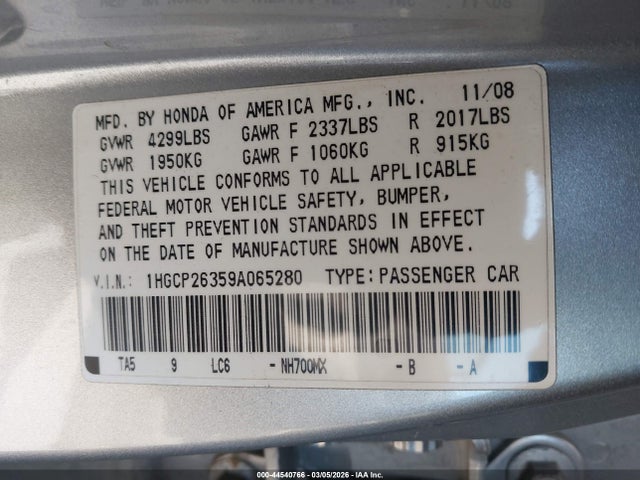 MFD. BY HONDA OF AMERICA MFG., INC. 11/08
GVWR 4299LBS GAWR F 2337LBS R 2017LBS
GVWR 1950KG GAWR F 1060KG R 915KG
THIS VEHICLE CONFORMS TO ALL APPLICABLE
FEDERAL MOTOR VEHICLE SAFETY, BUMPER,
AND THEFT PREVENTION STANDARDS IN EFFECT
ON THE DATE OF MANUFACTURE SHOWN ABOVE.
V.I.N.: 1HGCP26359A065280 TYPE: PASSENGER CAR
TA5 9 LC6 -NH700MX -B -A
000-44540766 - 03/05/2026 - IAA Inc.